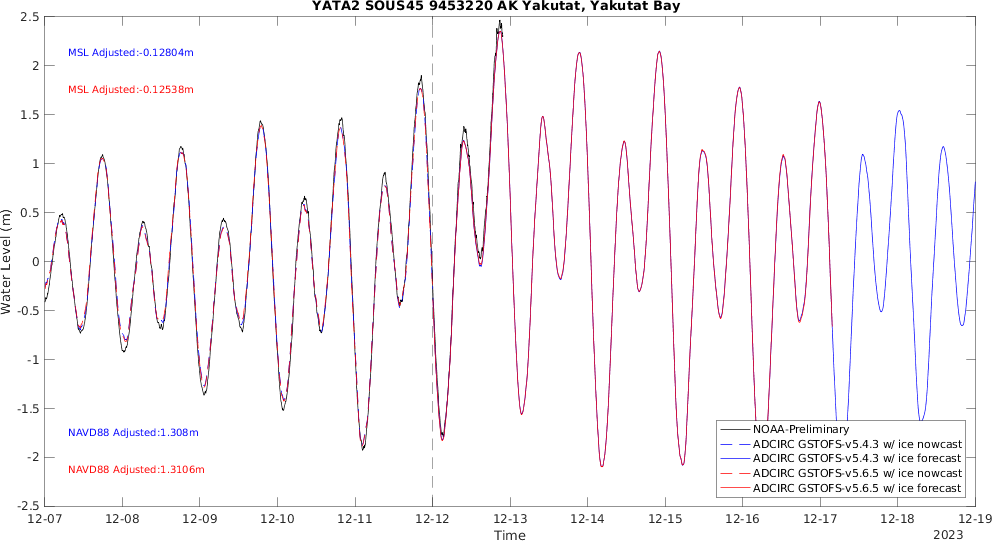 YATA2 SOUS45 9453220 AK Yakutat, Yakutat Bay
MSL Adjusted:-0.12804m
MSL Adjusted:-0.12538m
NAVD88 Adjusted:1.308m
NAVD88 Adjusted:1.3106m
Water Level (m)
2.5
2
1.5
1
0.5
0
-0.5
-1
-1.5
-2
-2.5
NOAA-Preliminary
ADCIRC GSTOFS-v5.4.3 w/ ice nowcast
ADCIRC GSTOFS-v5.4.3 w/ ice forecast
ADCIRC GSTOFS-v5.6.5 w/ ice nowcast
ADCIRC GSTOFS-v5.6.5 w/ ice forecast
12-07 12-08 12-09 12-10 12-11 12-12 12-13 12-14 12-15 12-16 12-17 12-18 12-19
Time
2023